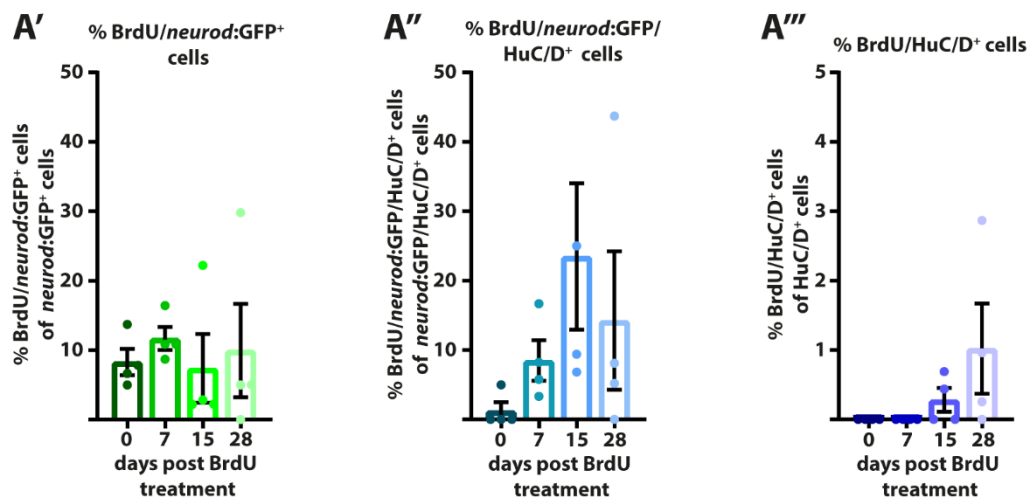 A'
% BrdU/neurod:GFP⁺
cells
% BrdU/neurod:GFP⁺ cells
of neurod:GFP⁺ cells
50
40
30
20
10
0 7 15 28
days post BrdU
treatment
A''
% BrdU/neurod:GFP/
HuC/D⁺ cells
% BrdU/neurod:GFP/HuC/D⁺ cells
of neurod:GFP/HuC/D⁺ cells
50
40
30
20
10
0 7 15 28
days post BrdU
treatment
A'''
% BrdU/HuC/D⁺ cells
% BrdU/HuC/D⁺ cells
of HuC/D⁺ cells
5
4
3
2
1
0 7 15 28
days post BrdU
treatment